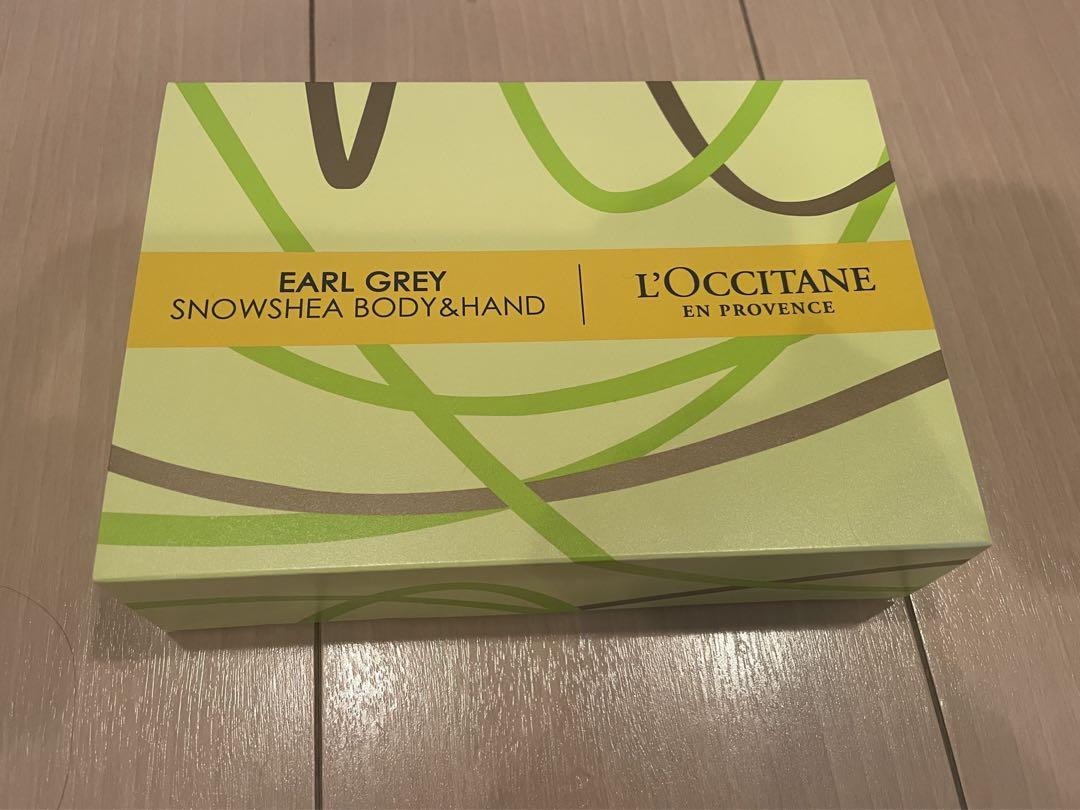 EARL GREY
SNOWSHEA BODY&HAND
L'OCCITANE
EN PROVENCE